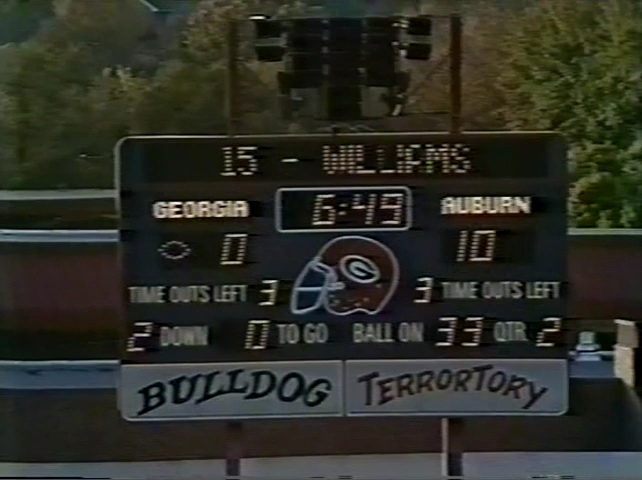 15 - WILLIAMS
GEORGIA 6:49 AUBURN
0 10
TIME OUTS LEFT 3 G 3 TIME OUTS LEFT
2 DOWN 0 TO GO BALL ON 33 QTR 2
BULLDOG TERRORTORY